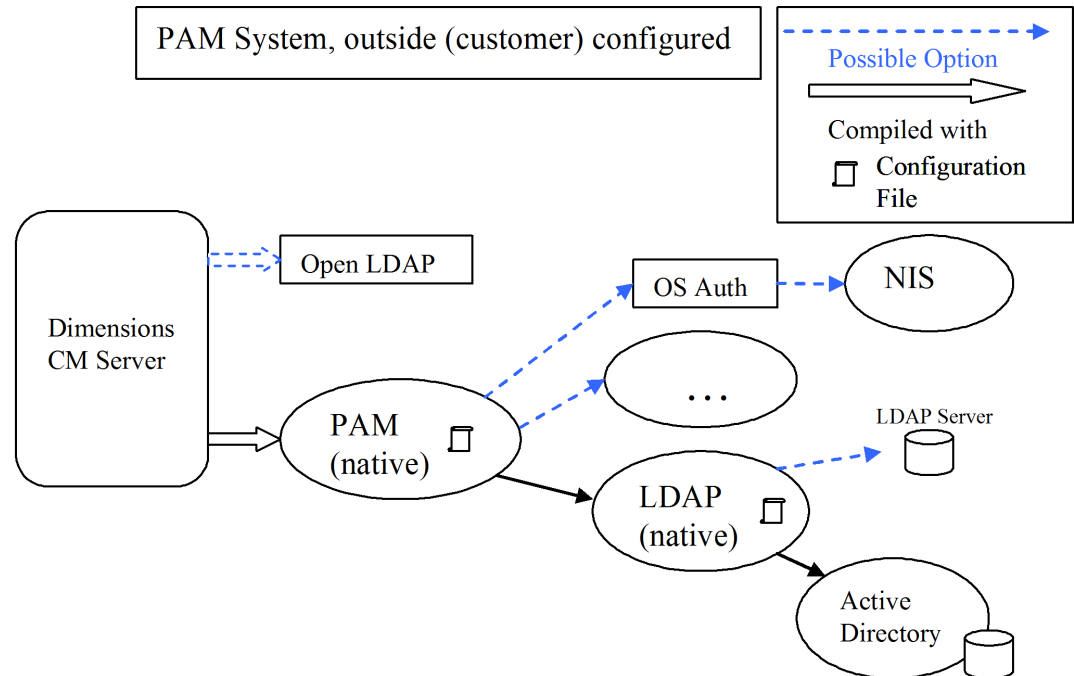 PAM System, outside (customer) configured
Possible Option
Compiled with
Configuration
File
Dimensions
CM Server
Open LDAP
OS Auth
NIS
...
PAM
(native)
LDAP Server
LDAP
(native)
Active
Directory